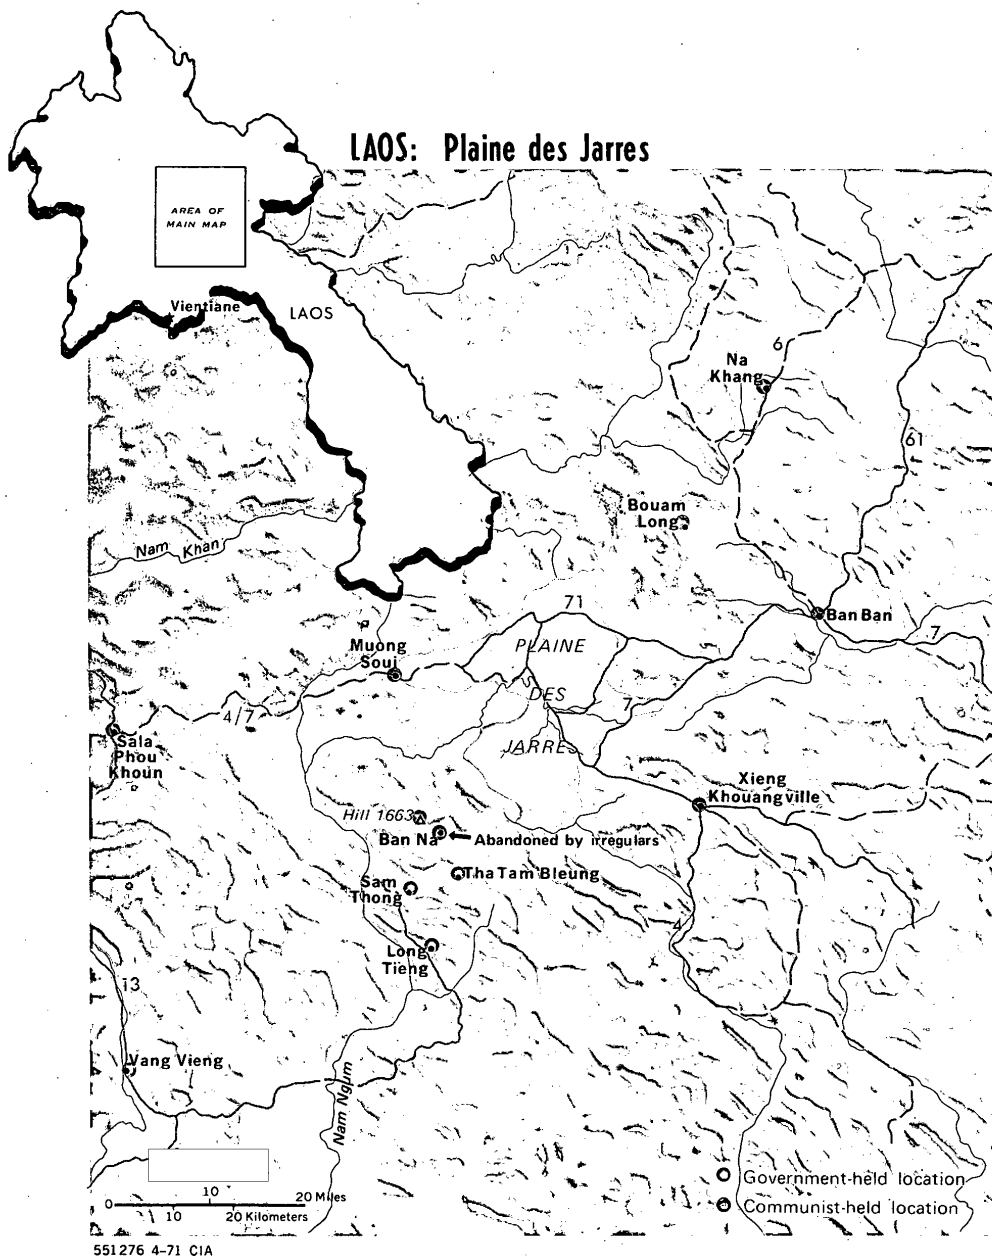 LAOS: Plaine des Jarres
AREA OF
MAIN MAP
Vientiane
LAOS
6
Na
Khang
61
Bouam
Long
Nam Khan
71
Ban Ban
7
Muong
Soui
PLAINE
DES
JARRES
7
4/7
Sala
Phou
Khoun
Xieng
Khouangville
Hill 1663
Ban Na
Abandoned by irregulars
Tha Tam Bleung
Sam
Thong
4
Long
Tieng
13
Vang Vieng
Nam Ngum
Government-held location
Communist-held location
10 20 Miles
0
10 20 Kilometers
551276 4-71 CIA